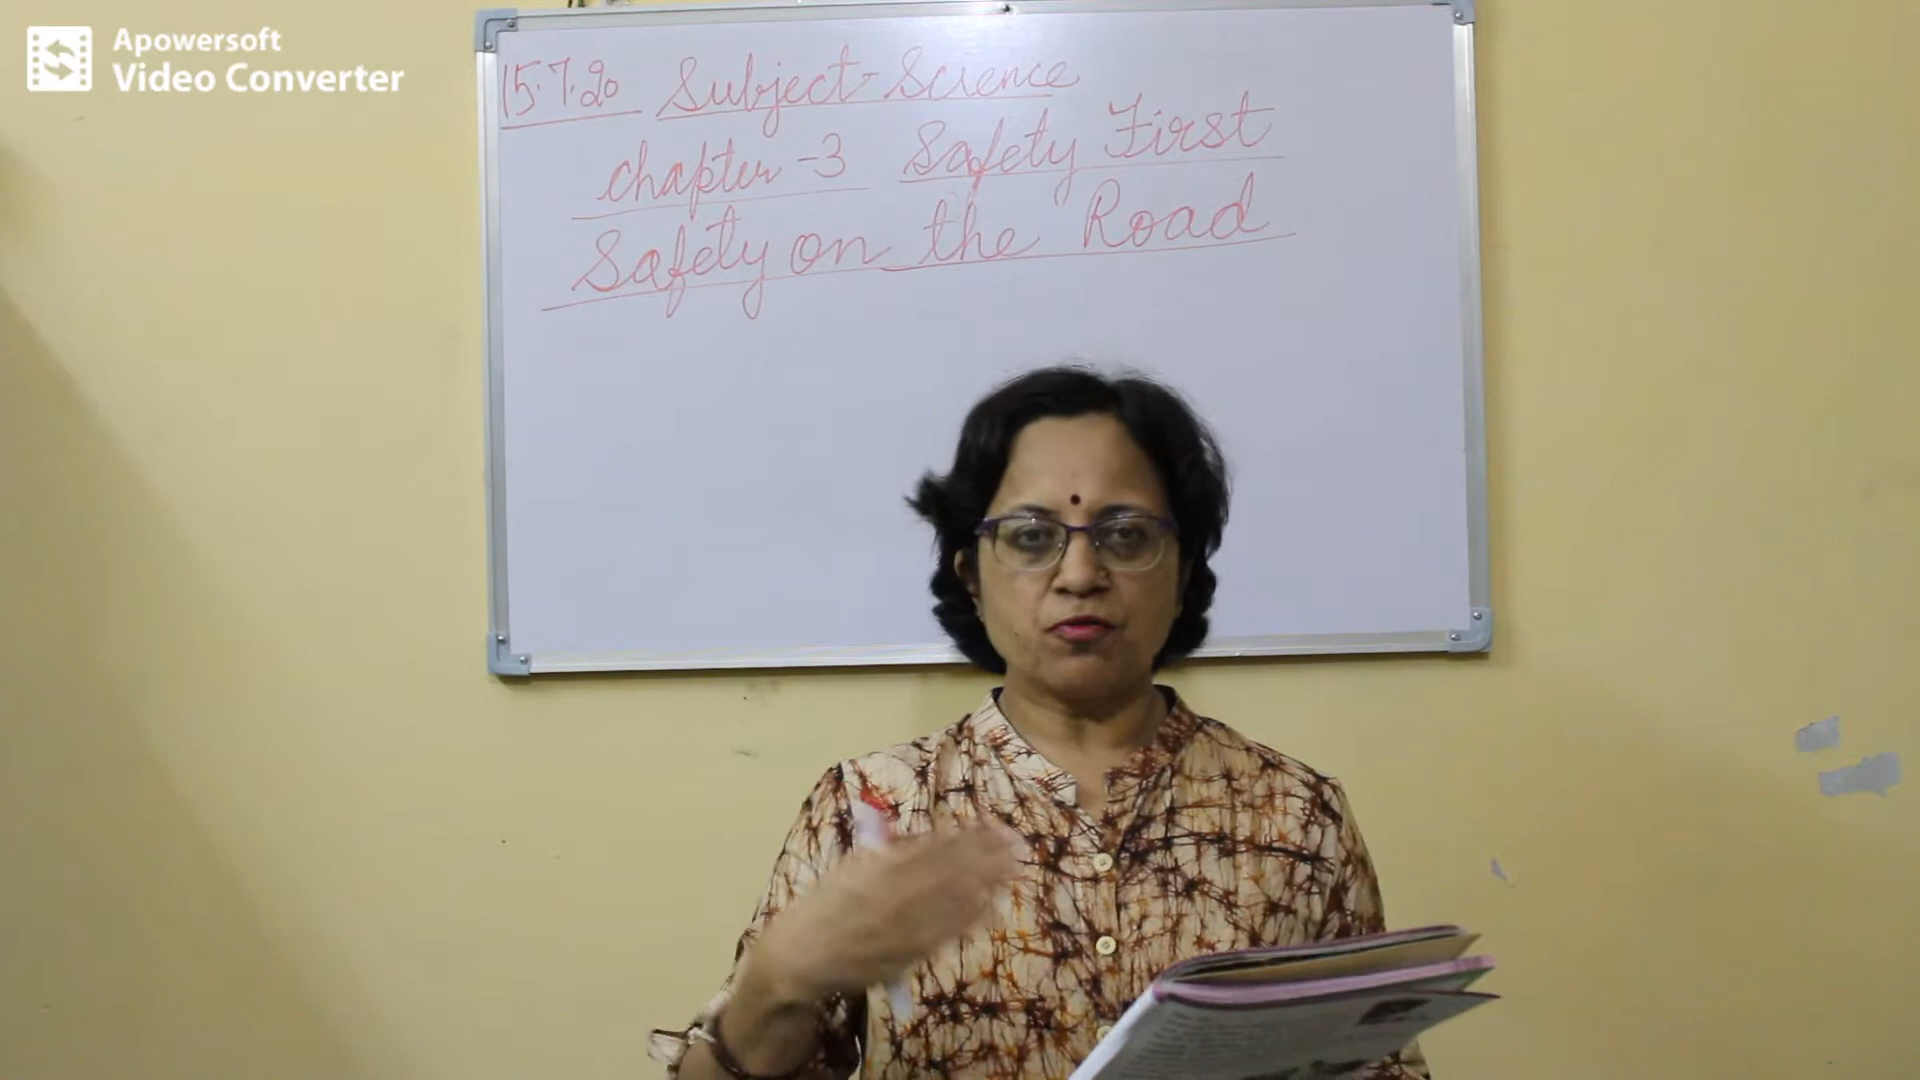 Apowersoft
Video Converter
15.7.20 Subject-Science
chapter-3 Safety First
Safety on the Road